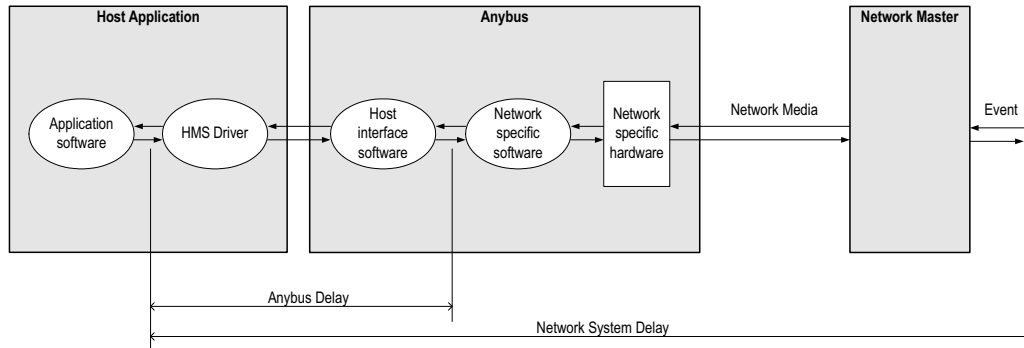 Host Application
Anybus
Network Master
Application
software
HMS Driver
Host
interface
software
Network
specific
software
Network
specific
hardware
Network Media
Event
Anybus Delay
Network System Delay